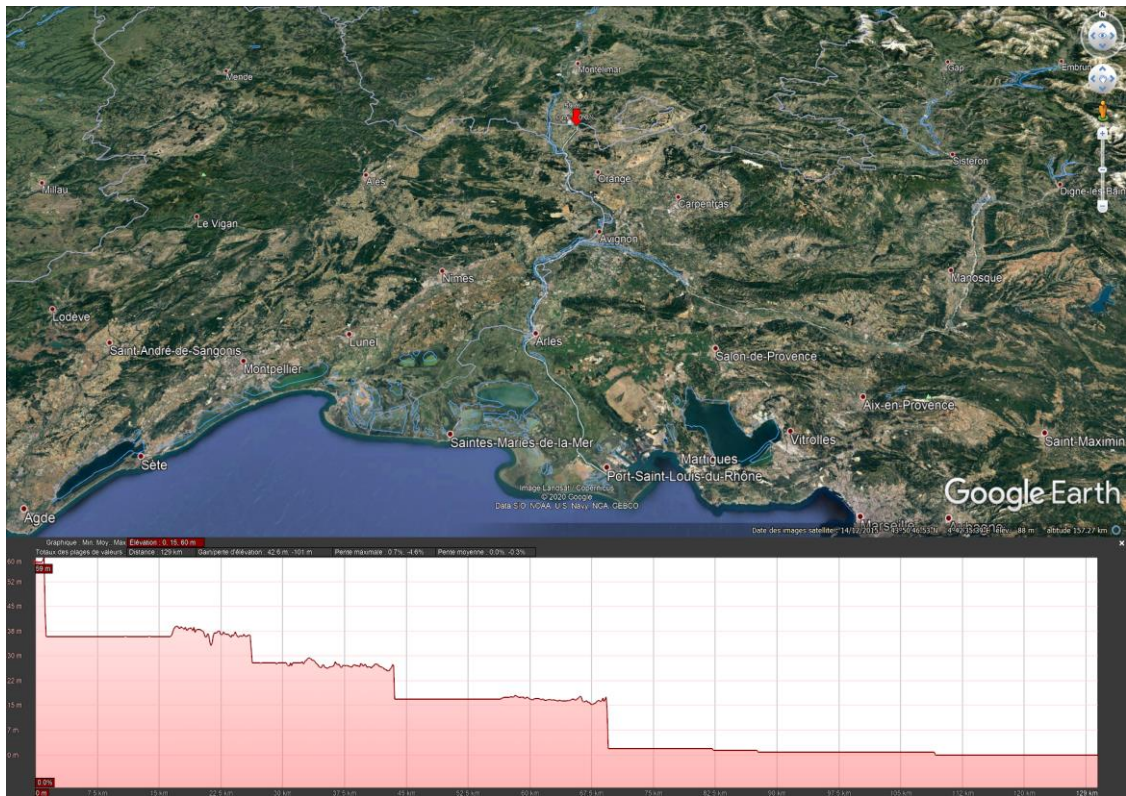 N
Montélimar
Gap
Embrun
Mende
Millau
Alès
Orange
Sisteron
Digne-les-Bain
Le Vigan
Carpentras
Avignon
Nîmes
Manosque
Lodève
Saint-André-de-Sangonis
Lunel
Arles
Montpellier
Salon-de-Provence
Aix-en-Provence
Saintes-Maries-de-la-Mer
Vitrolles
Saint-Maximin
Sète
Martigues
Port-Saint-Louis-du-Rhône
Image Landsat / Copernicus
© 2020 Google
Data SIO, NOAA, U.S. Navy, NGA, GEBCO
Google Earth
Agde
Marseille
Date des images satellite : 14/12/2015
altitude 157.27 km
Graphique : Min, Moy., Max Élévation : 0, 15, 60 m
Totaux des plages de valeurs : Distance : 129 km Gain/perte d'élévation : 42.6 m, -101 m Pente maximale : 0.7%, -4.6% Pente moyenne : 0.0%, -0.3%
60 m
59 m
52 m
45 m
38 m
30 m
22 m
15 m
7 m
0 m
0.0%
0 m 7.5 km 15 km 22.5 km 30 km 37.5 km 45 km 52.5 km 60 km 67.5 km 75 km 82.5 km 90 km 97.5 km 105 km 112 km 120 km 129 km